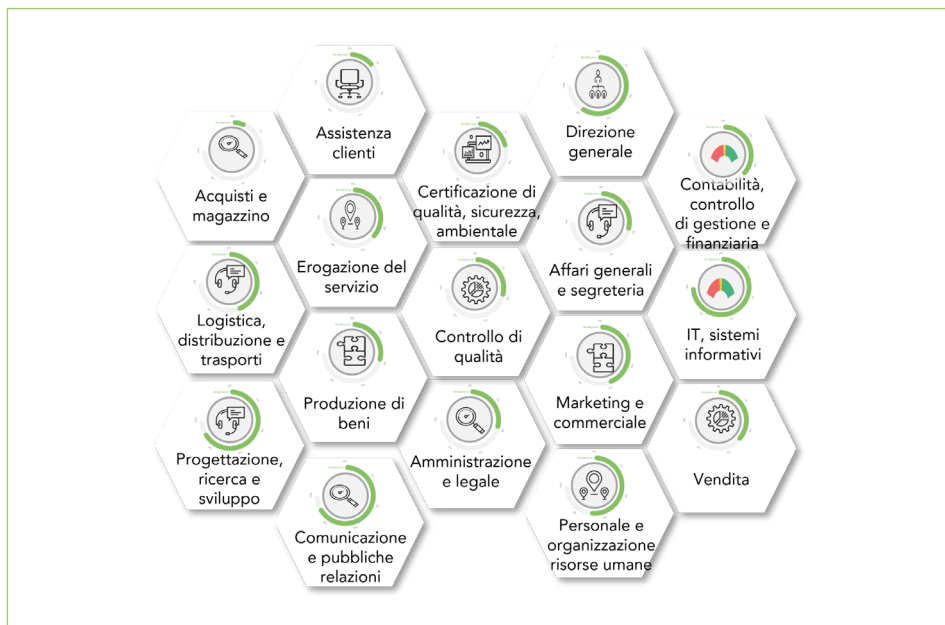 Assistenza
clienti
Direzione
generale
Acquisti e
magazzino
Certificazione di
qualità, sicurezza,
ambientale
Contabilità,
controllo
di gestione e
finanziaria
Erogazione del
servizio
Affari generali
e segreteria
Logistica,
distribuzione e
trasporti
Controllo di
qualità
IT, sistemi
informativi
Produzione di
beni
Marketing e
commerciale
Progettazione,
ricerca e
sviluppo
Amministrazione
e legale
Vendita
Comunicazione
e pubbliche
relazioni
Personale e
organizzazione
risorse umane